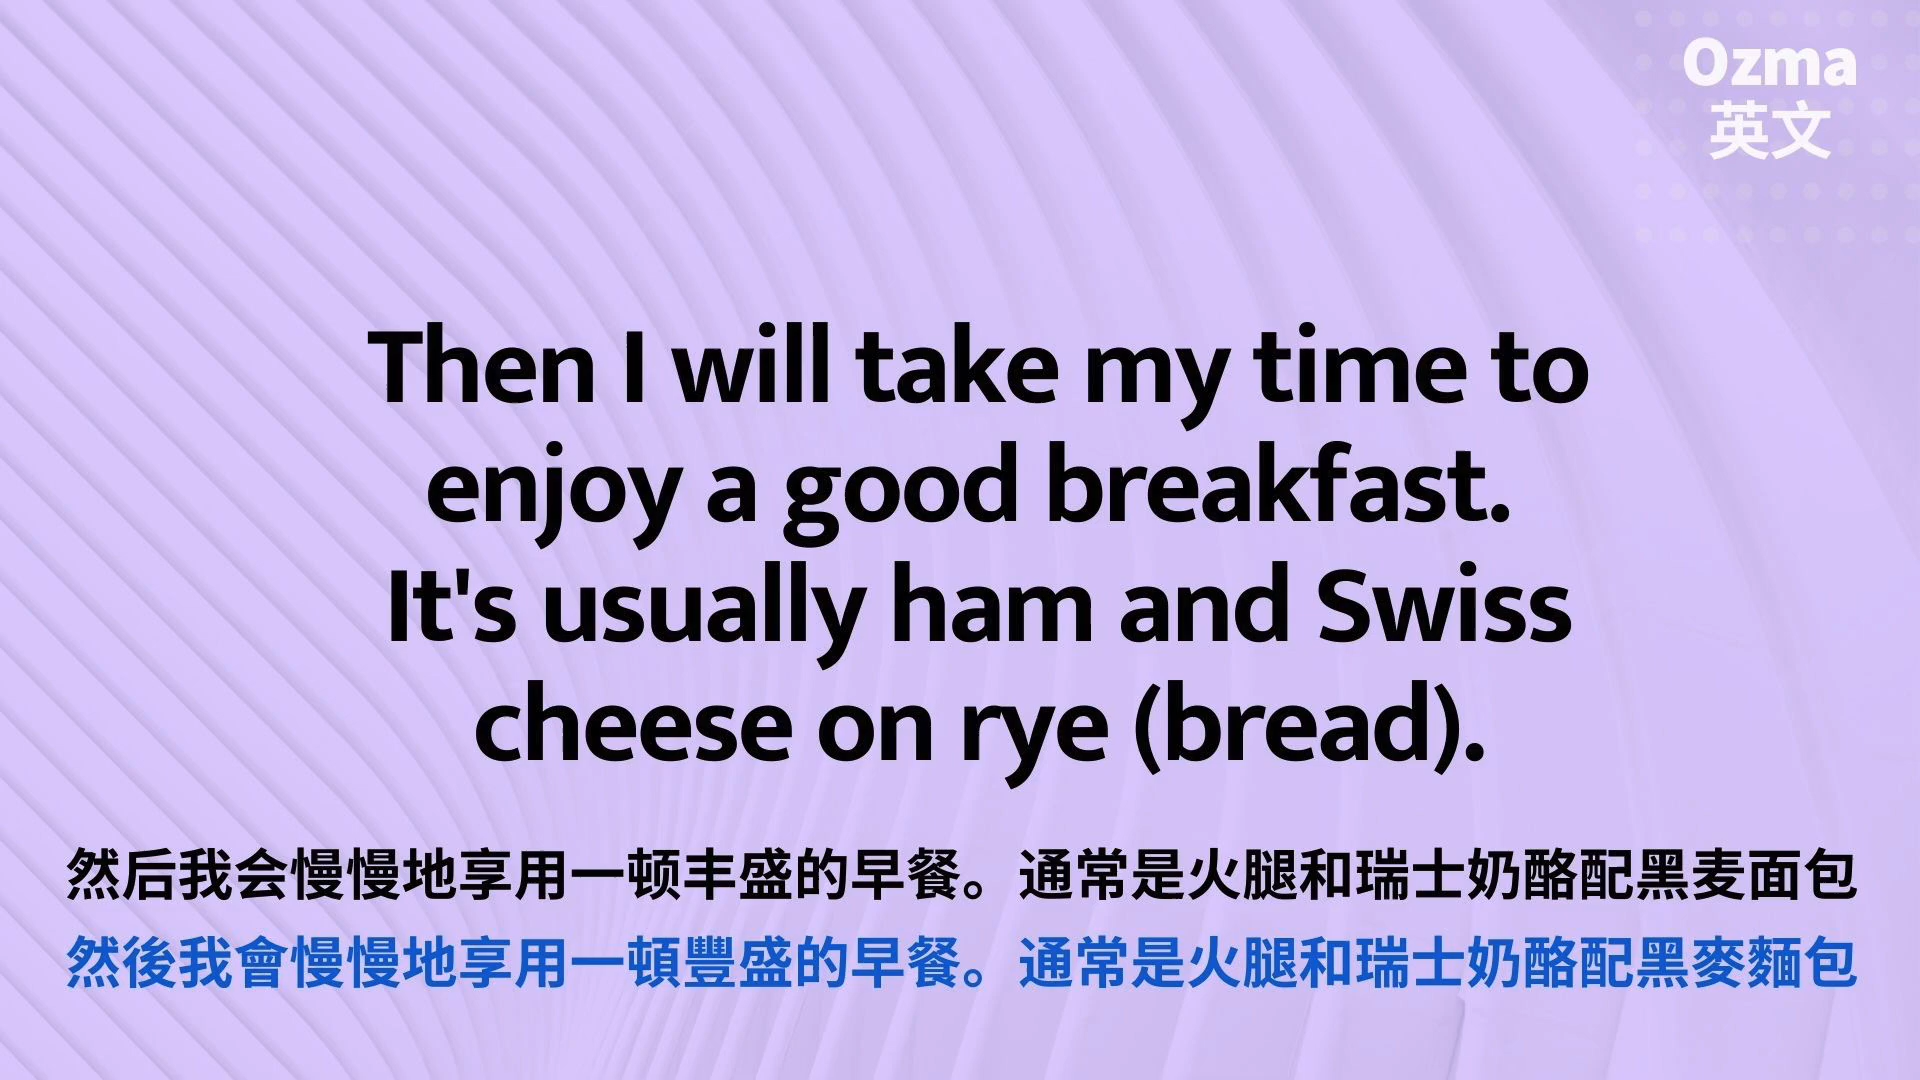 Ozma
英文
Then I will take my time to
enjoy a good breakfast.
It's usually ham and Swiss
cheese on rye (bread).
然后我会慢慢地享用一顿丰盛的早餐。通常是火腿和瑞士奶酪配黑麦面包
然後我會慢慢地享用一頓豐盛的早餐。通常是火腿和瑞士奶酪配黑麥麵包